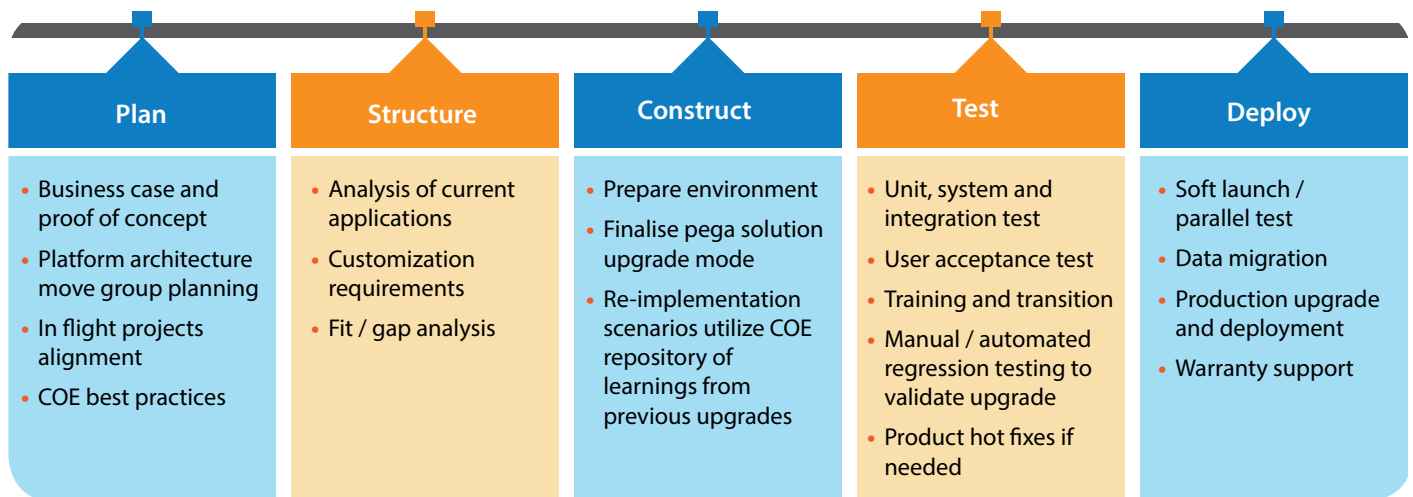 Plan
• Business case and
proof of concept
• Platform architecture
move group planning
• In flight projects
alignment
• COE best practices
Structure
• Analysis of current
applications
• Customization
requirements
• Fit / gap analysis
Construct
• Prepare environment
• Finalise pega solution
upgrade mode
• Re-implementation
scenarios utilize COE
repository of
learnings from
previous upgrades
Test
• Unit, system and
integration test
• User acceptance test
• Training and transition
• Manual / automated
regression testing to
validate upgrade
• Product hot fixes if
needed
Deploy
• Soft launch /
parallel test
• Data migration
• Production upgrade
and deployment
• Warranty support